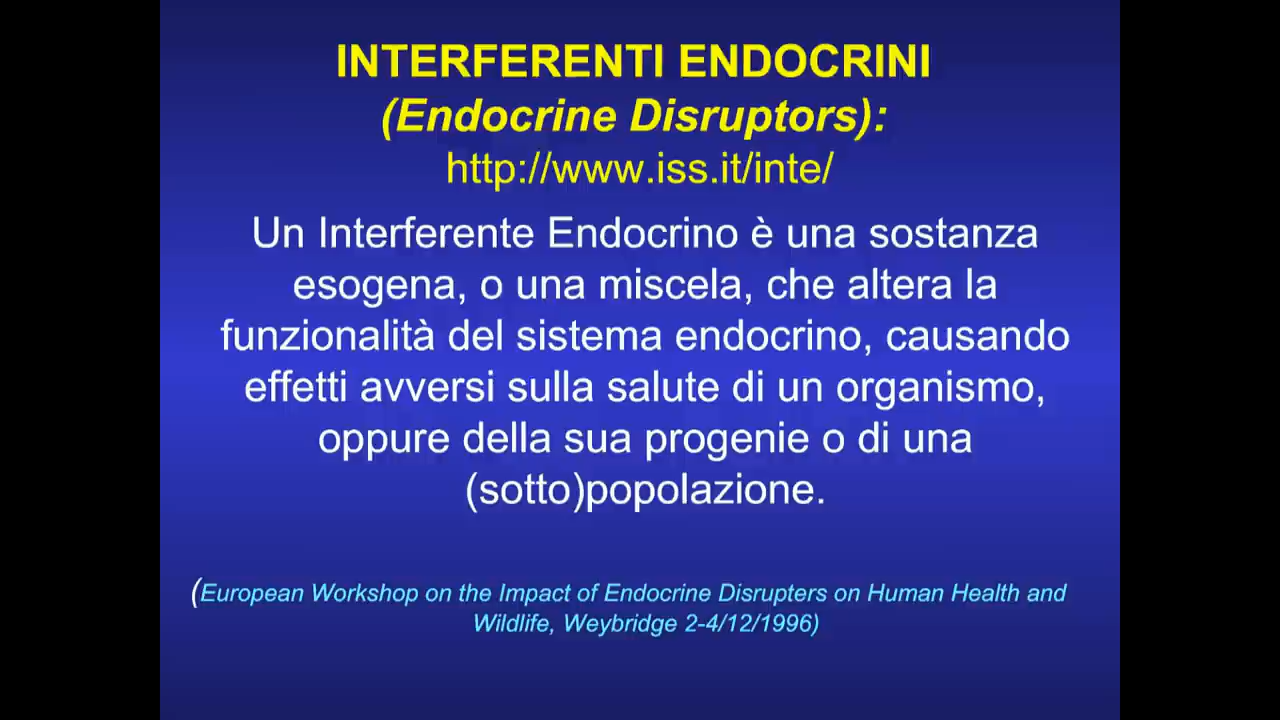 INTERFERENTI ENDOCRINI
(Endocrine Disruptors):
http://www.iss.it/inte/
Un Interferente Endocrino è una sostanza
esogena, o una miscela, che altera la
funzionalità del sistema endocrino, causando
effetti avversi sulla salute di un organismo,
oppure della sua progenie o di una
(sotto)popolazione.
(European Workshop on the Impact of Endocrine Disrupters on Human Health and
Wildlife, Weybridge 2-4/12/1996)